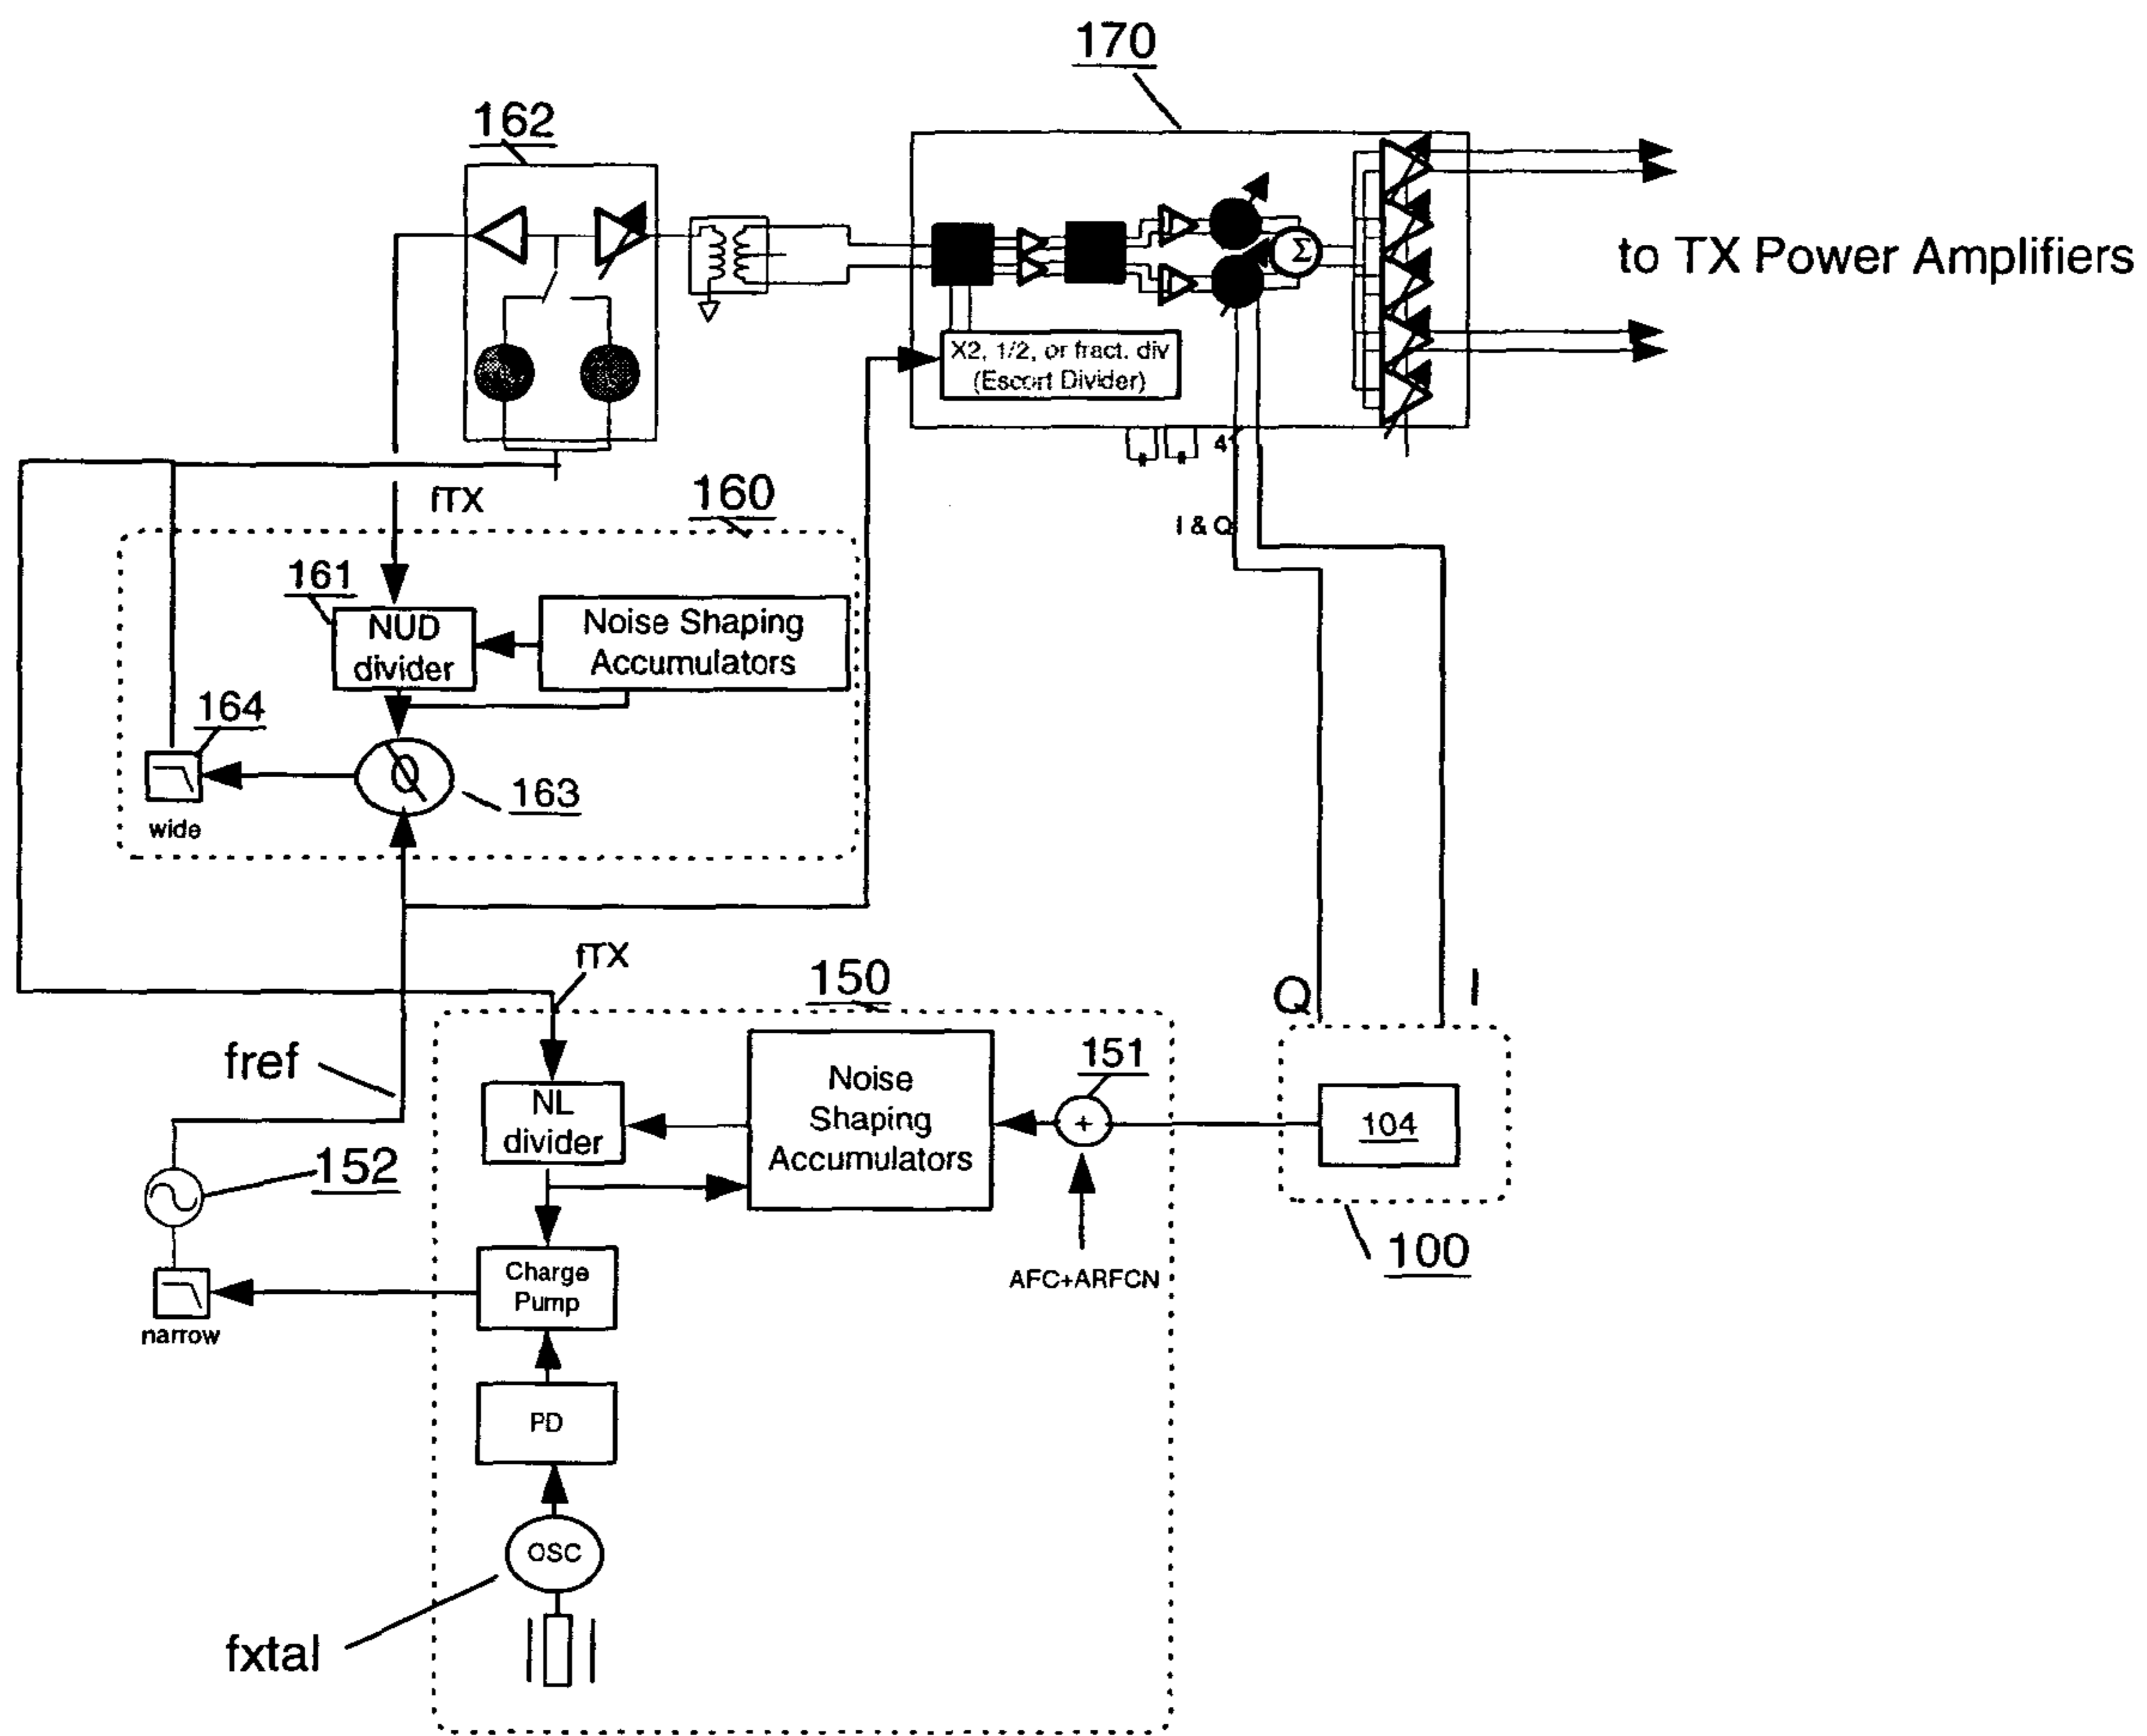 170
162
to TX Power Amplifiers
Σ
X2, 1/2, or fract. div
(Escort Divider)
4
fTX
160
I & Q
161
NUD
divider
Noise Shaping
Accumulators
164
163
wide
fTX
150
Q
I
fref
151
NL
divider
Noise
Shaping
Accumulators
+
104
152
100
Charge
Pump
AFC+ARFCN
narrow
PD
OSC
fxtal